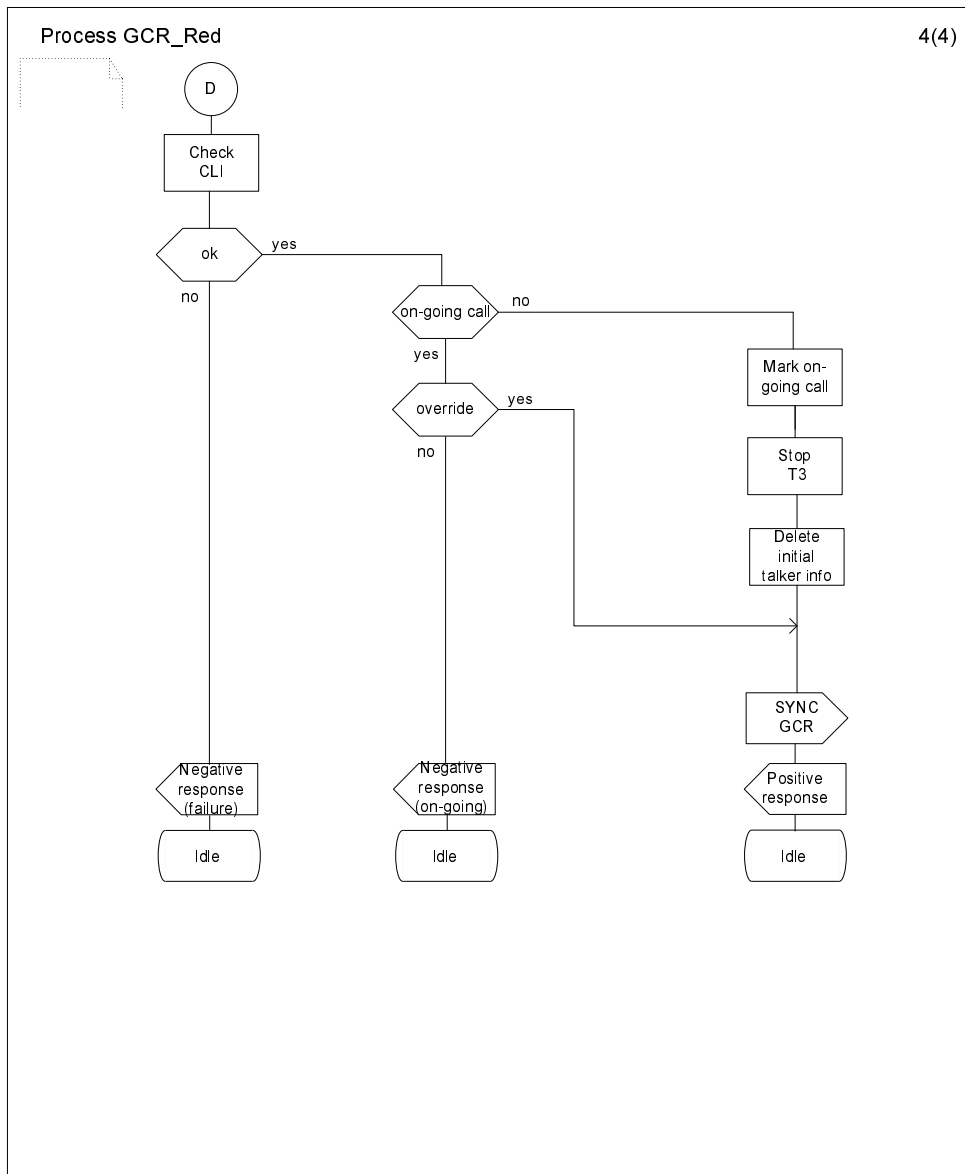 Process GCR_Red
4(4)
D
Check
CLI
ok
yes
no
on-going call
no
yes
Mark on-
going call
override
yes
no
Stop
T3
Delete
initial
talker info
SYNC
GCR
Negative
response
(failure)
Negative
response
(on-going)
Positive
response
Idle
Idle
Idle